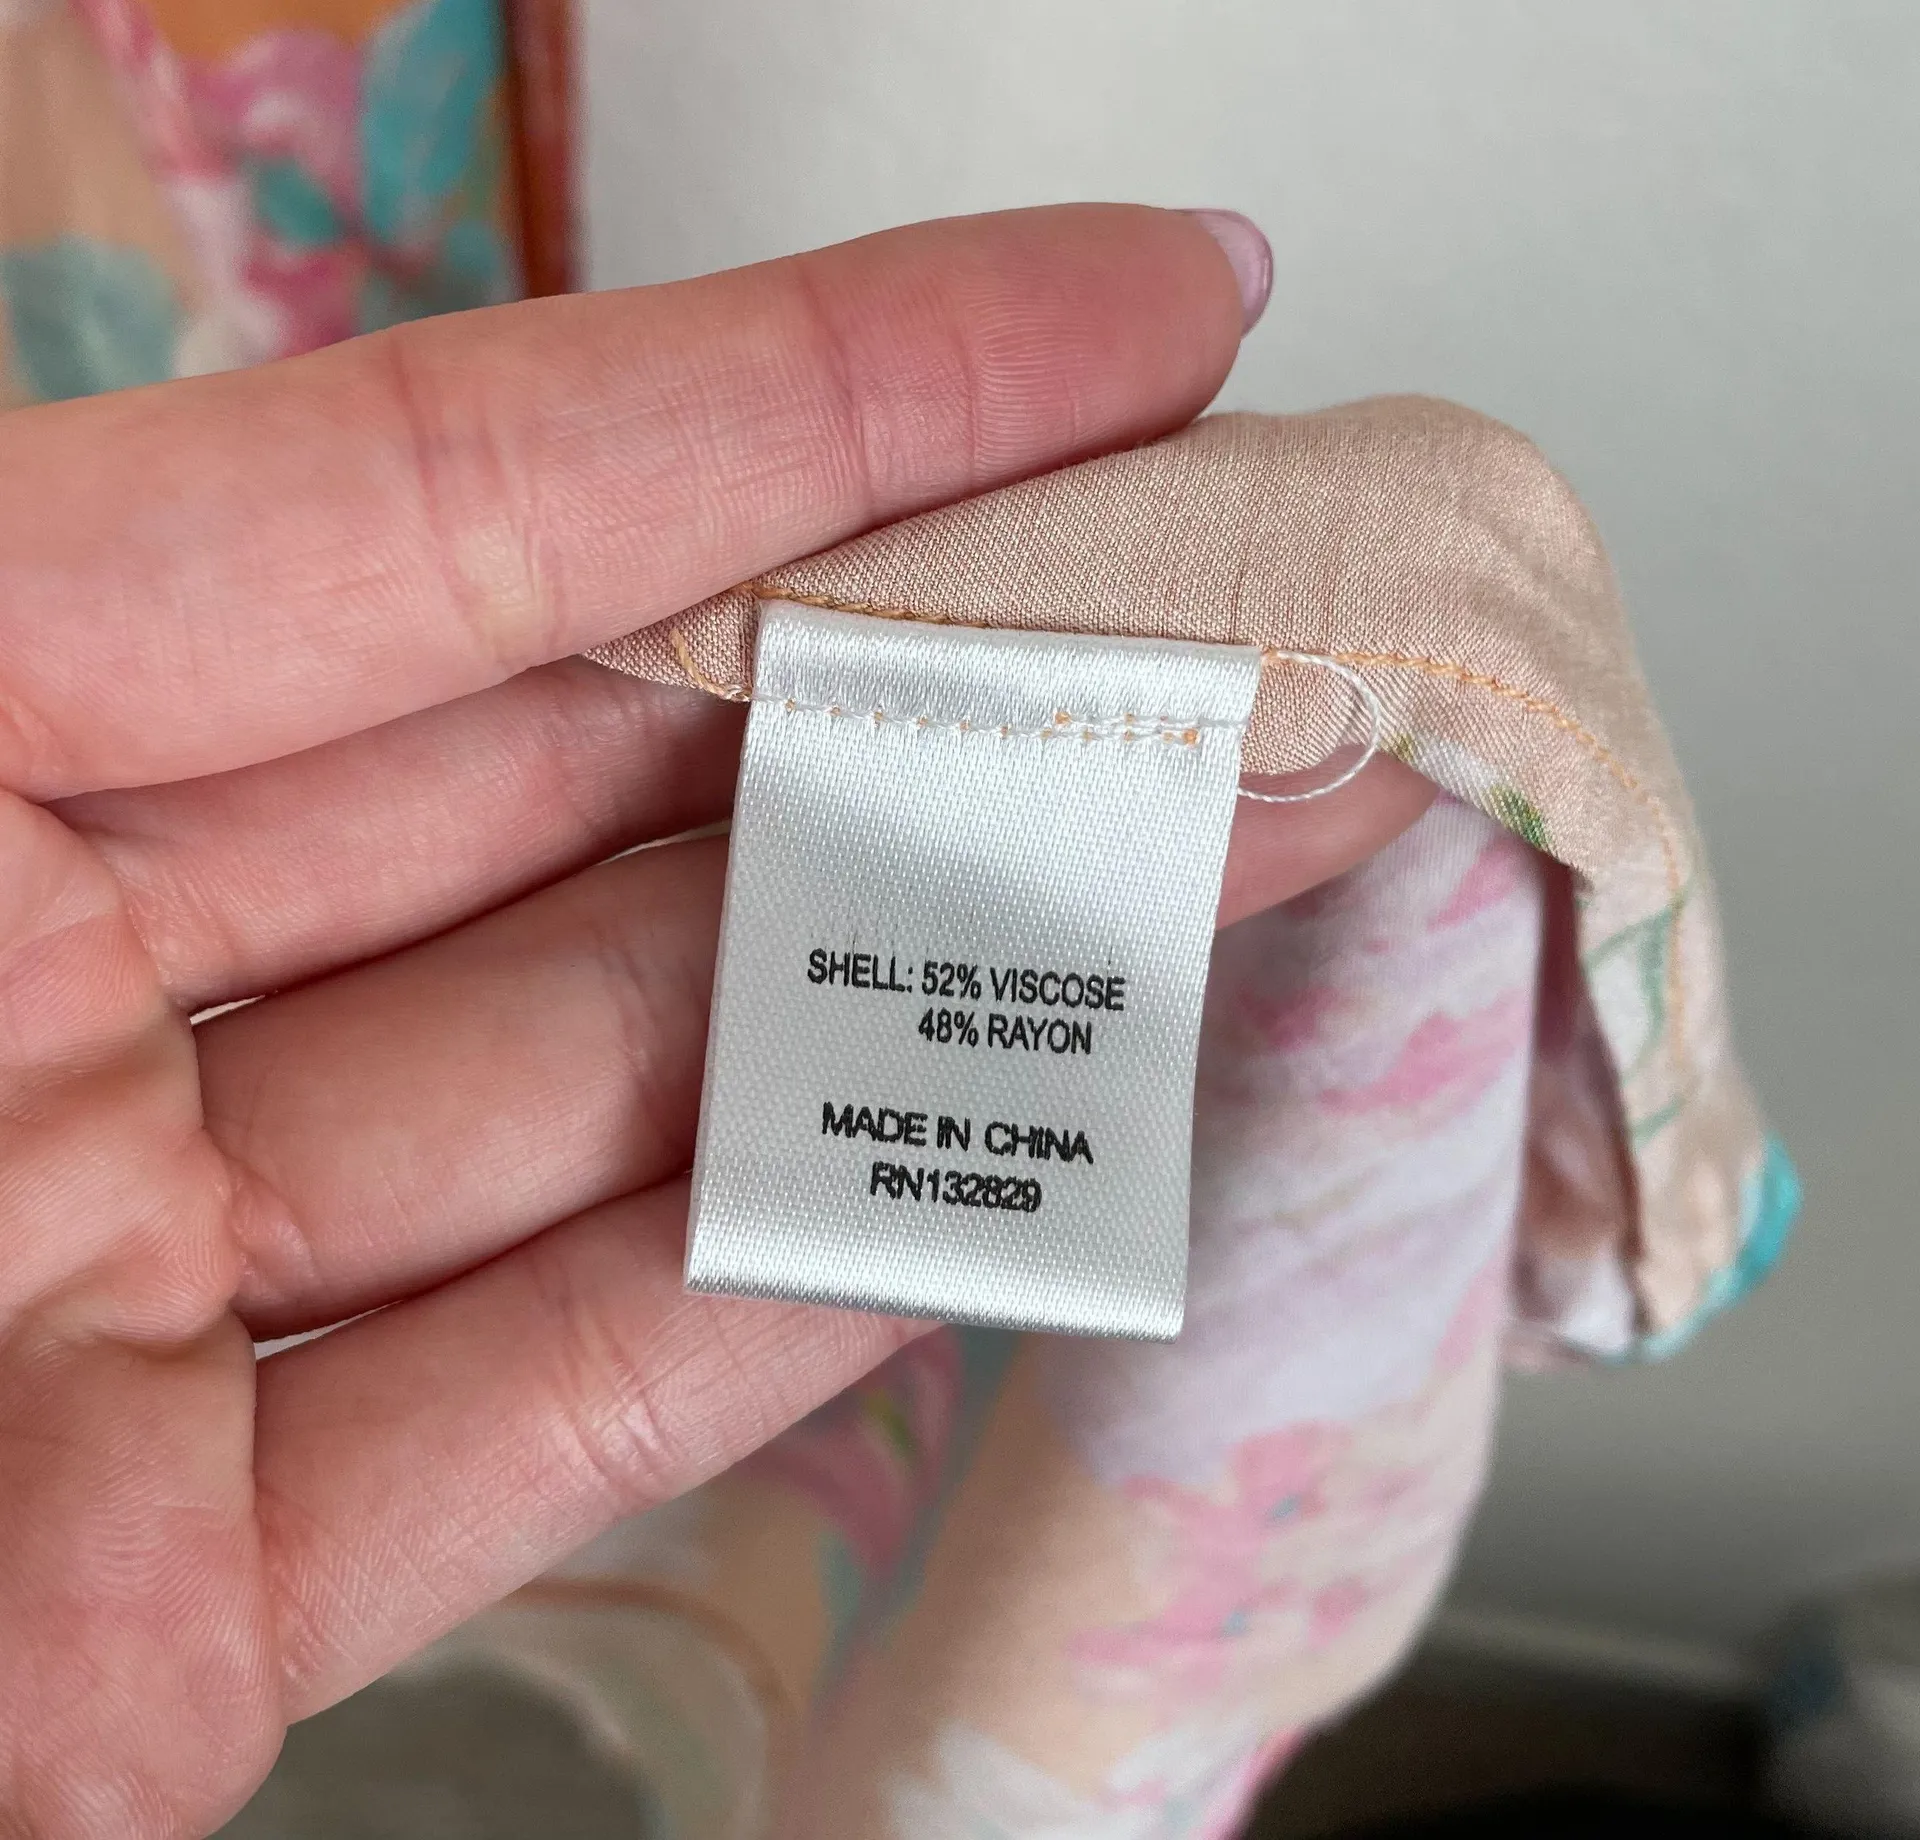 SHELL: 52% VISCOSE
48% RAYON
MADE IN CHINA
RN132829